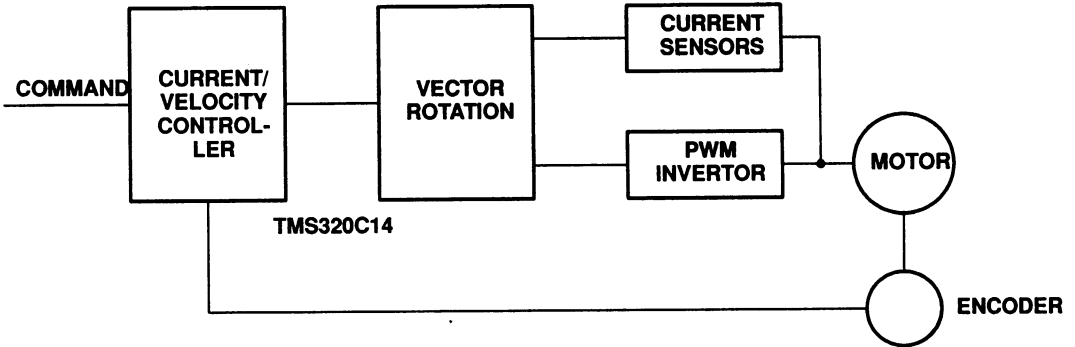 COMMAND
CURRENT/
VELOCITY
CONTROL-
LER
VECTOR
ROTATION
CURRENT
SENSORS
PWM
INVERTOR
MOTOR
TMS320C14
ENCODER